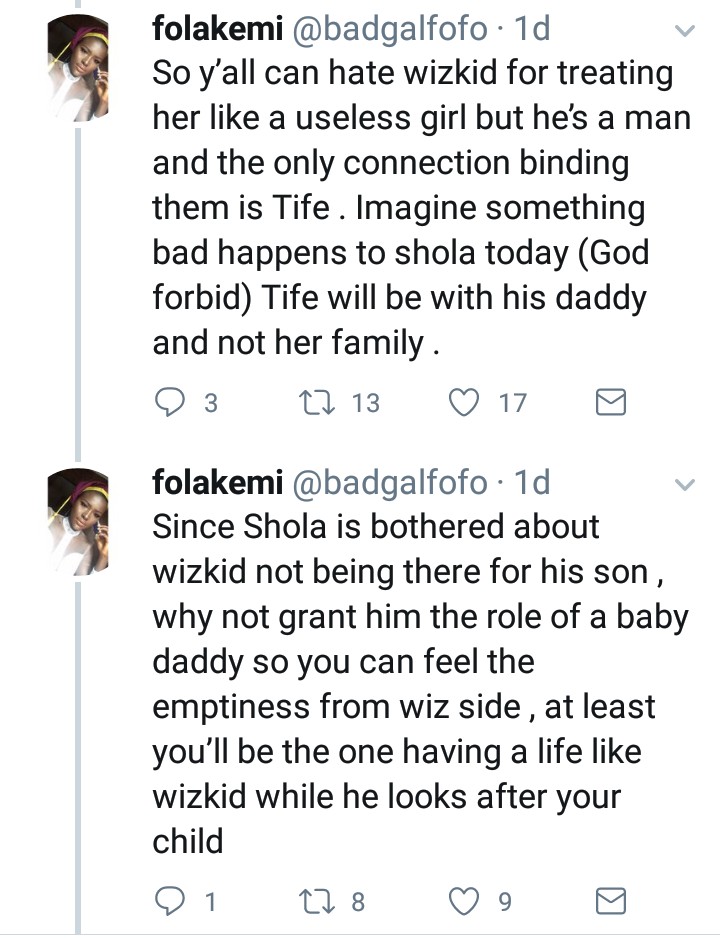 folakemi @badgalfofo · 1d
So y’all can hate wizkid for treating
her like a useless girl but he’s a man
and the only connection binding
them is Tife . Imagine something
bad happens to shola today (God
forbid) Tife will be with his daddy
and not her family .
3 13 17
folakemi @badgalfofo · 1d
Since Shola is bothered about
wizkid not being there for his son ,
why not grant him the role of a baby
daddy so you can feel the
emptiness from wiz side , at least
you’ll be the one having a life like
wizkid while he looks after your
child
1 8 9